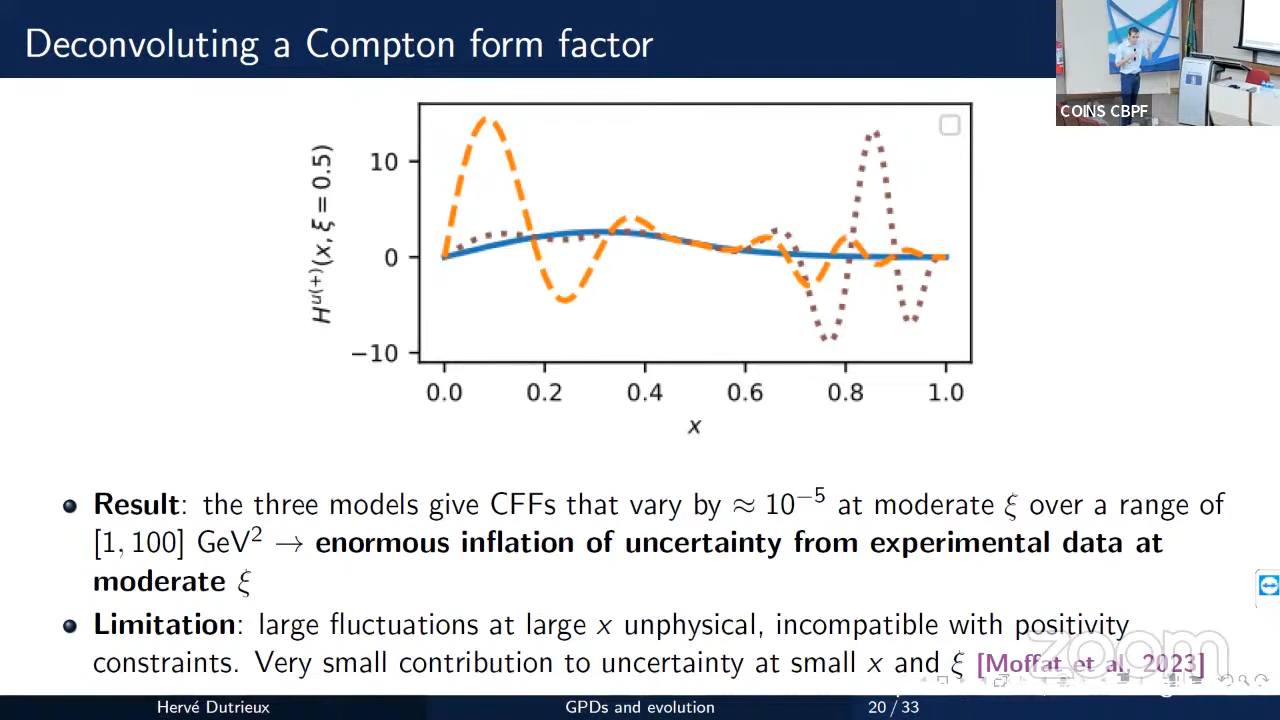 Deconvoluting a Compton form factor
COINS CBPF
H^{u(+)}(x, ξ = 0.5)
10
0
−10
0.0 0.2 0.4 0.6 0.8 1.0
x
Result: the three models give CFFs that vary by ≈ 10^{−5} at moderate ξ over a range of
[1, 100] GeV² → enormous inflation of uncertainty from experimental data at
moderate ξ
Limitation: large fluctuations at large x unphysical, incompatible with positivity
constraints. Very small contribution to uncertainty at small x and ξ [Moffat et al, 2023]
zoom
Hervé Dutrieux GPDs and evolution 20 / 33